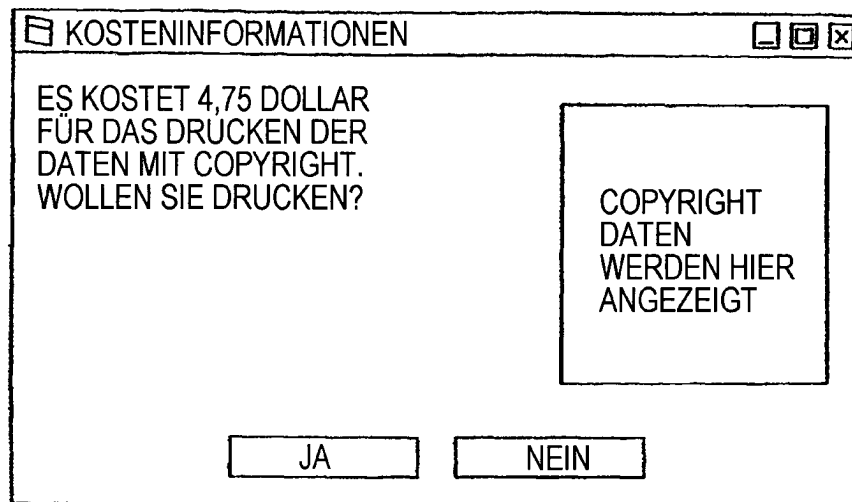 KOSTENINFORMATIONEN
ES KOSTET 4,75 DOLLAR
FÜR DAS DRUCKEN DER
DATEN MIT COPYRIGHT.
WOLLEN SIE DRUCKEN?
COPYRIGHT
DATEN
WERDEN HIER
ANGEZEIGT
JA
NEIN